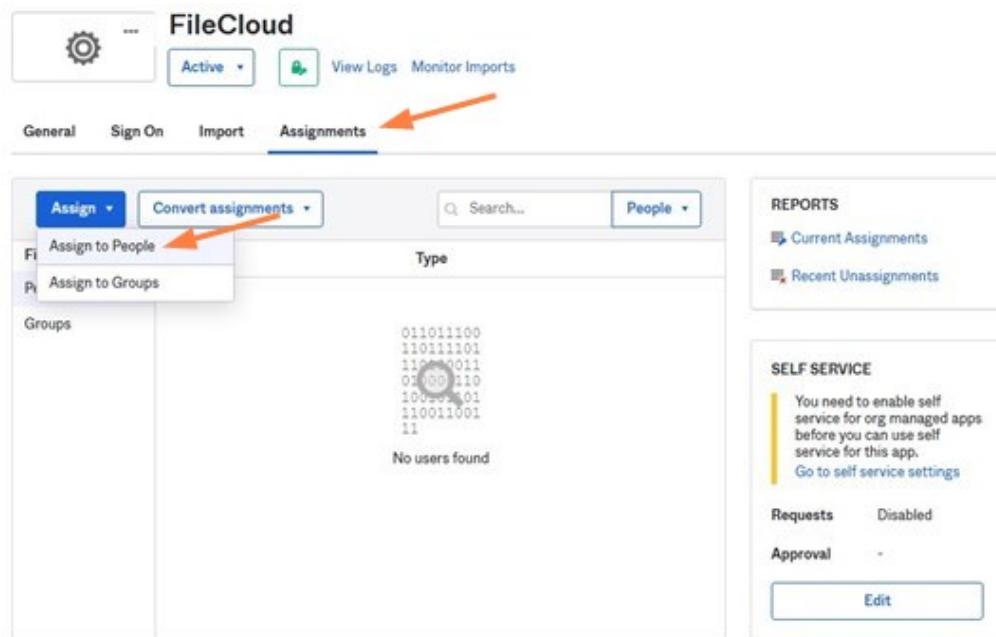 FileCloud
Active
View Logs Monitor Imports
General Sign On Import Assignments
Assign Convert assignments Search... People
Assign to People
Assign to Groups
Type
Groups
No users found
REPORTS
Current Assignments
Recent Unassignments
SELF SERVICE
You need to enable self
service for org managed apps
before you can use self
service for this app.
Go to self service settings
Requests Disabled
Approval -
Edit